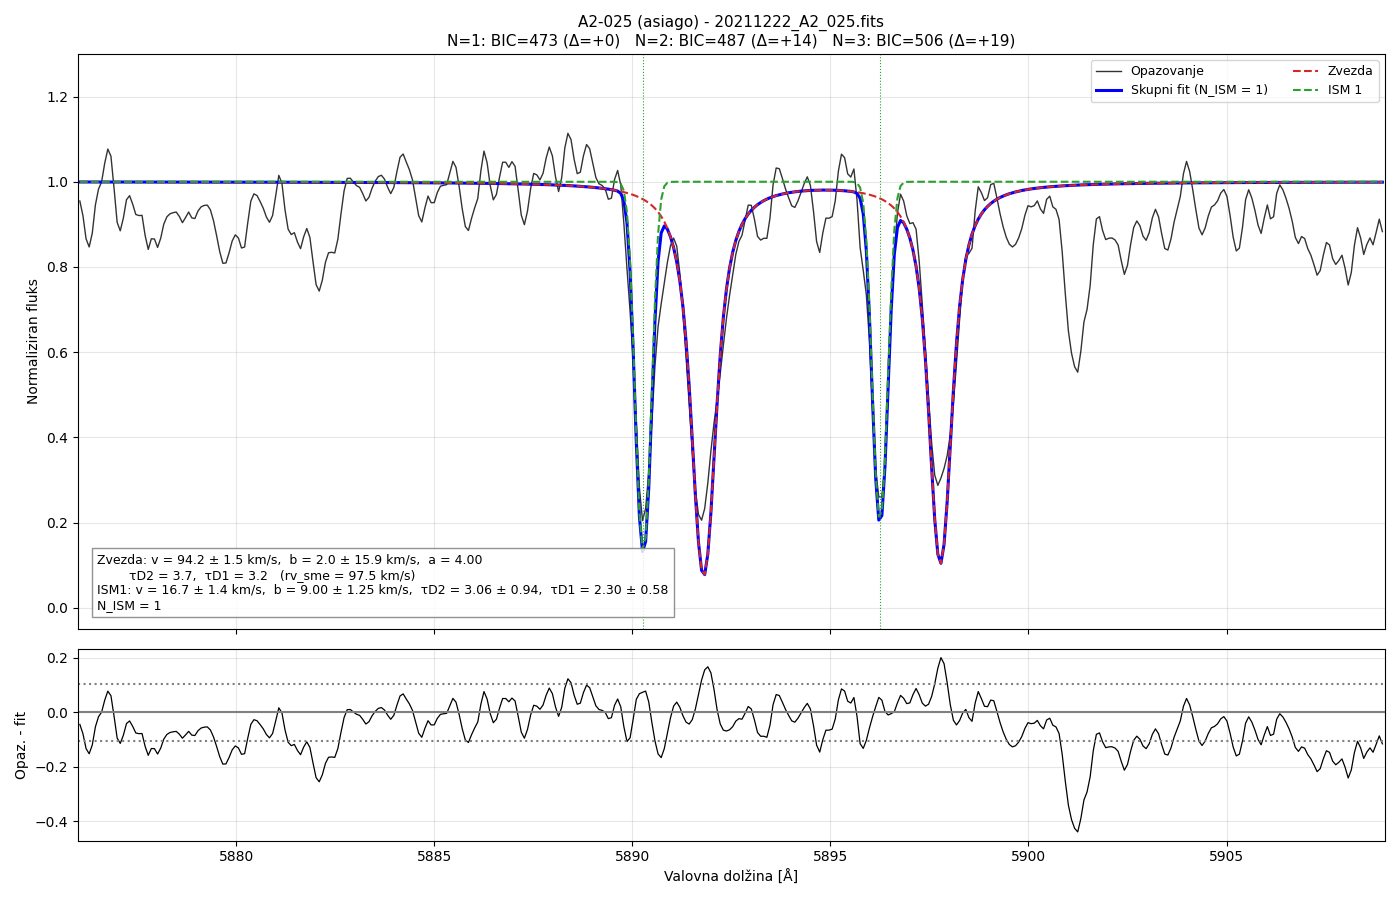 A2-025 (asiago) - 20211222_A2_025.fits
N=1: BIC=473 (Δ=+0)   N=2: BIC=487 (Δ=+14)   N=3: BIC=506 (Δ=+19)
Opazovanje
Skupni fit (N_ISM = 1)
Zvezda
ISM 1
Normaliziran fluks
1.2
1.0
0.8
0.6
0.4
0.2
0.0
Zvezda: v = 94.2 ± 1.5 km/s,  b = 2.0 ± 15.9 km/s,  a = 4.00
τD2 = 3.7,  τD1 = 3.2   (rv_sme = 97.5 km/s)
ISM1: v = 16.7 ± 1.4 km/s,  b = 9.00 ± 1.25 km/s,  τD2 = 3.06 ± 0.94,  τD1 = 2.30 ± 0.58
N_ISM = 1
Opaz. - fit
0.2
0.0
−0.2
−0.4
5880 5885 5890 5895 5900 5905
Valovna dolžina [Å]